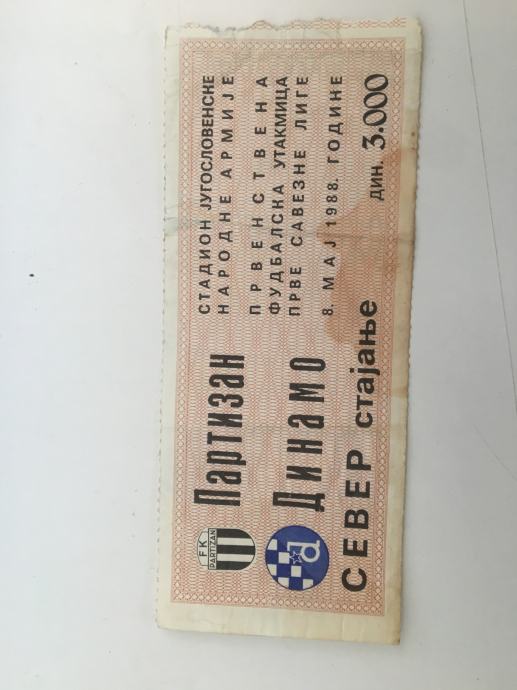 СТАДИОН ЈУГОСЛОВЕНСКЕ
НАРОДНЕ АРМИЈЕ
ПРВЕНСТВЕНА
ФУДБАЛСКА УТАКМИЦА
ПРВЕ САВЕЗНЕ ЛИГЕ
8. МАЈ 1988. ГОДИНЕ
ДИН. 3.000
FK
PARTIZAN
Партизан
d
Динамо
СЕВЕР стајање